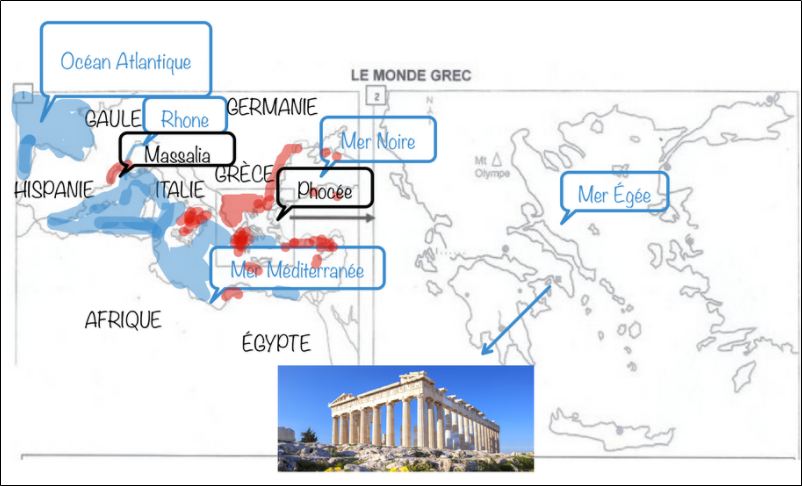 Océan Atlantique
LE MONDE GREC
1
2
GAULE
Rhone
GERMANIE
N
Massalia
Mer Noire
Mt
Olympe
HISPANIE
ITALIE
GRÈCE
Phocée
Mer Égée
Mer Méditerranée
AFRIQUE
ÉGYPTE